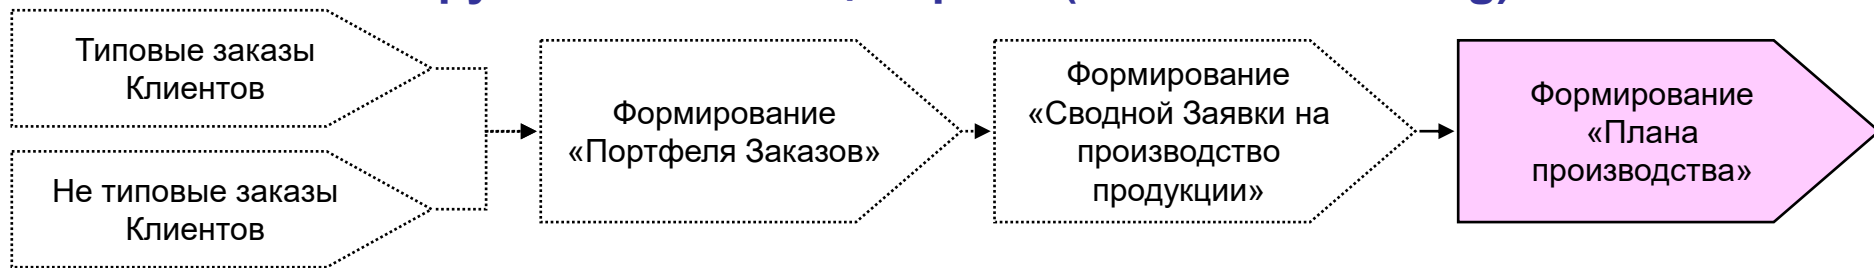 Типовые заказы
Клиентов
Не типовые заказы
Клиентов
Формирование
«Портфеля Заказов»
Формирование
«Сводной Заявки на
производство
продукции»
Формирование
«Плана
производства»